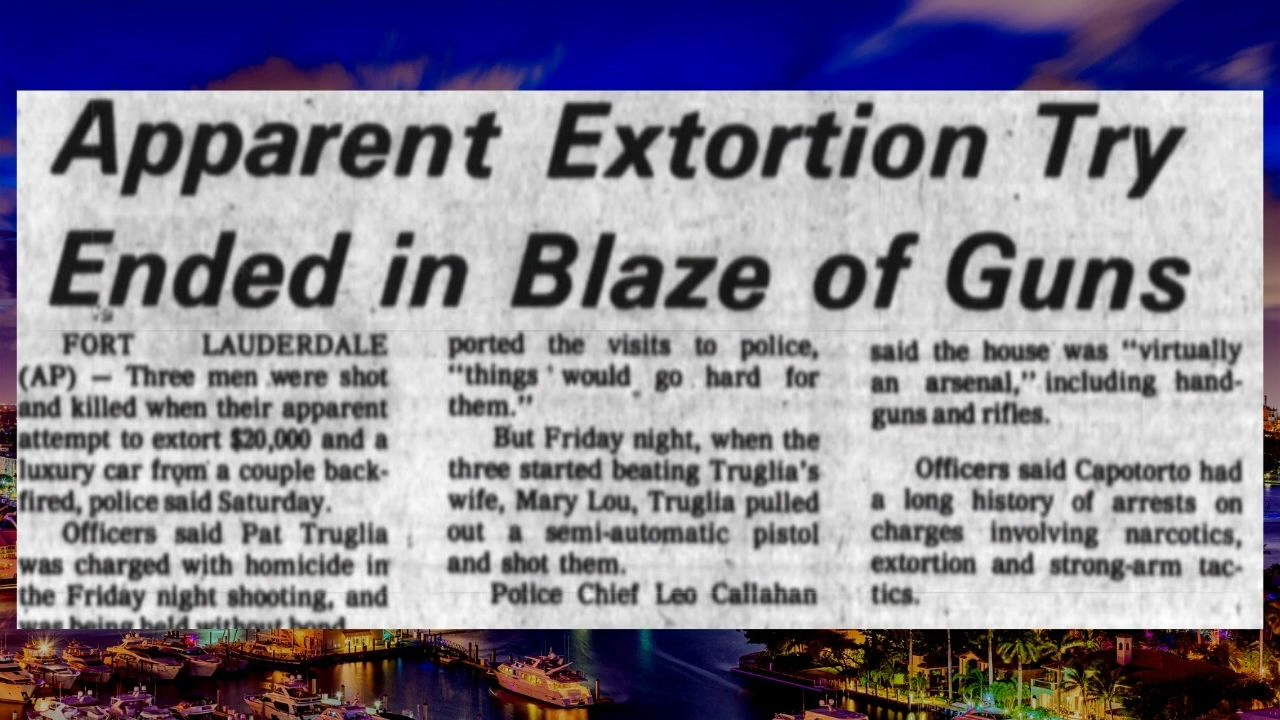 Apparent Extortion Try
Ended in Blaze of Guns
FORT LAUDERDALE
(AP) — Three men were shot
and killed when their apparent
attempt to extort $20,000 and a
luxury car from a couple back-
fired, police said Saturday.
Officers said Pat Truglia
was charged with homicide in
the Friday night shooting, and
was being held without bond
ported the visits to police,
"things would go hard for
them."
But Friday night, when the
three started beating Truglia's
wife, Mary Lou, Truglia pulled
out a semi-automatic pistol
and shot them.
Police Chief Leo Callahan
said the house was "virtually
an arsenal," including hand-
guns and rifles.
Officers said Capotorto had
a long history of arrests on
charges involving narcotics,
extortion and strong-arm tac-
tics.